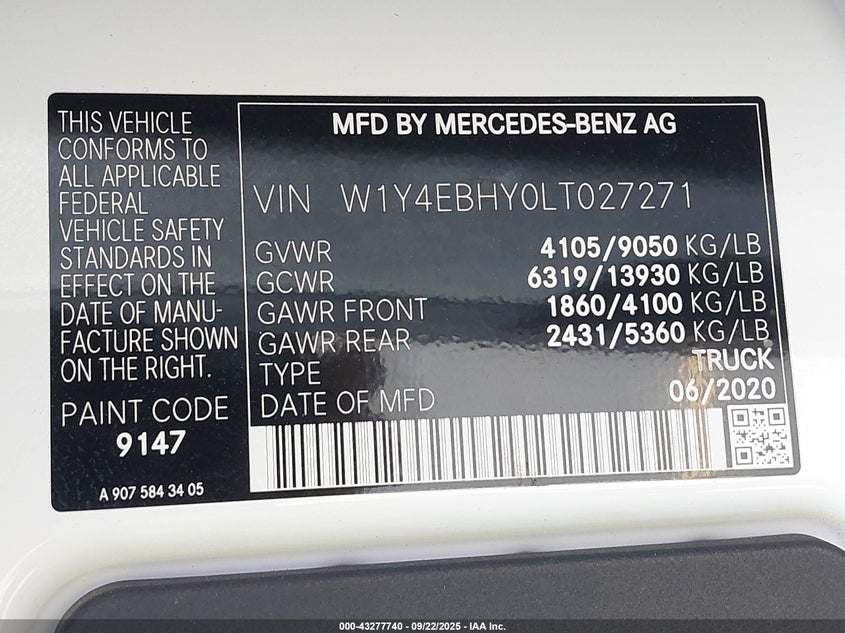 THIS VEHICLE
CONFORMS TO
ALL APPLICABLE
FEDERAL
VEHICLE SAFETY
STANDARDS IN
EFFECT ON THE
DATE OF MANU-
FACTURE SHOWN
ON THE RIGHT.
PAINT CODE
9147
A 907 584 34 05
MFD BY MERCEDES-BENZ AG
VIN W1Y4EBHY0LT027271
GVWR 4105/9050 KG/LB
GCWR 6319/13930 KG/LB
GAWR FRONT 1860/4100 KG/LB
GAWR REAR 2431/5360 KG/LB
TYPE TRUCK
DATE OF MFD 06/2020
000-43277740 - 09/22/2025 - IAA Inc.